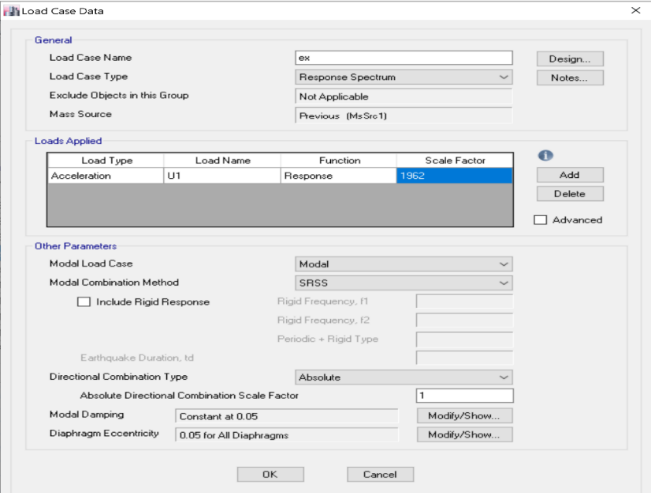 Load Case Data
General
Load Case Name ex Design...
Load Case Type Response Spectrum Notes...
Exclude Objects in this Group Not Applicable
Mass Source Previous (MsSrc1)
Loads Applied
Load Type Load Name Function Scale Factor
Acceleration U1 Response 1962
Add
Delete
Advanced
Other Parameters
Modal Load Case Modal
Modal Combination Method SRSS
Include Rigid Response Rigid Frequency, f1
Rigid Frequency, f2
Periodic + Rigid Type
Earthquake Duration, td
Directional Combination Type Absolute
Absolute Directional Combination Scale Factor 1
Modal Damping Constant at 0.05 Modify/Show...
Diaphragm Eccentricity 0.05 for All Diaphragms Modify/Show...
OK Cancel